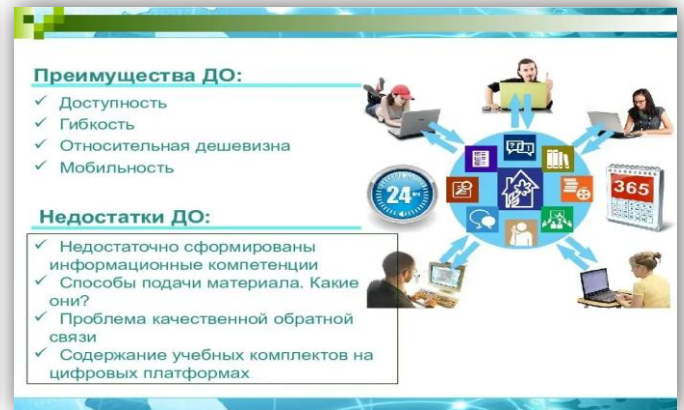 Преимущества ДО:
✓ Доступность
✓ Гибкость
✓ Относительная дешевизна
✓ Мобильность
24
365
Недостатки ДО:
✓ Недостаточно сформированы
информационные компетенции
✓ Способы подачи материала. Какие
они?
✓ Проблема качественной обратной
связи
✓ Содержание учебных комплектов на
цифровых платформах